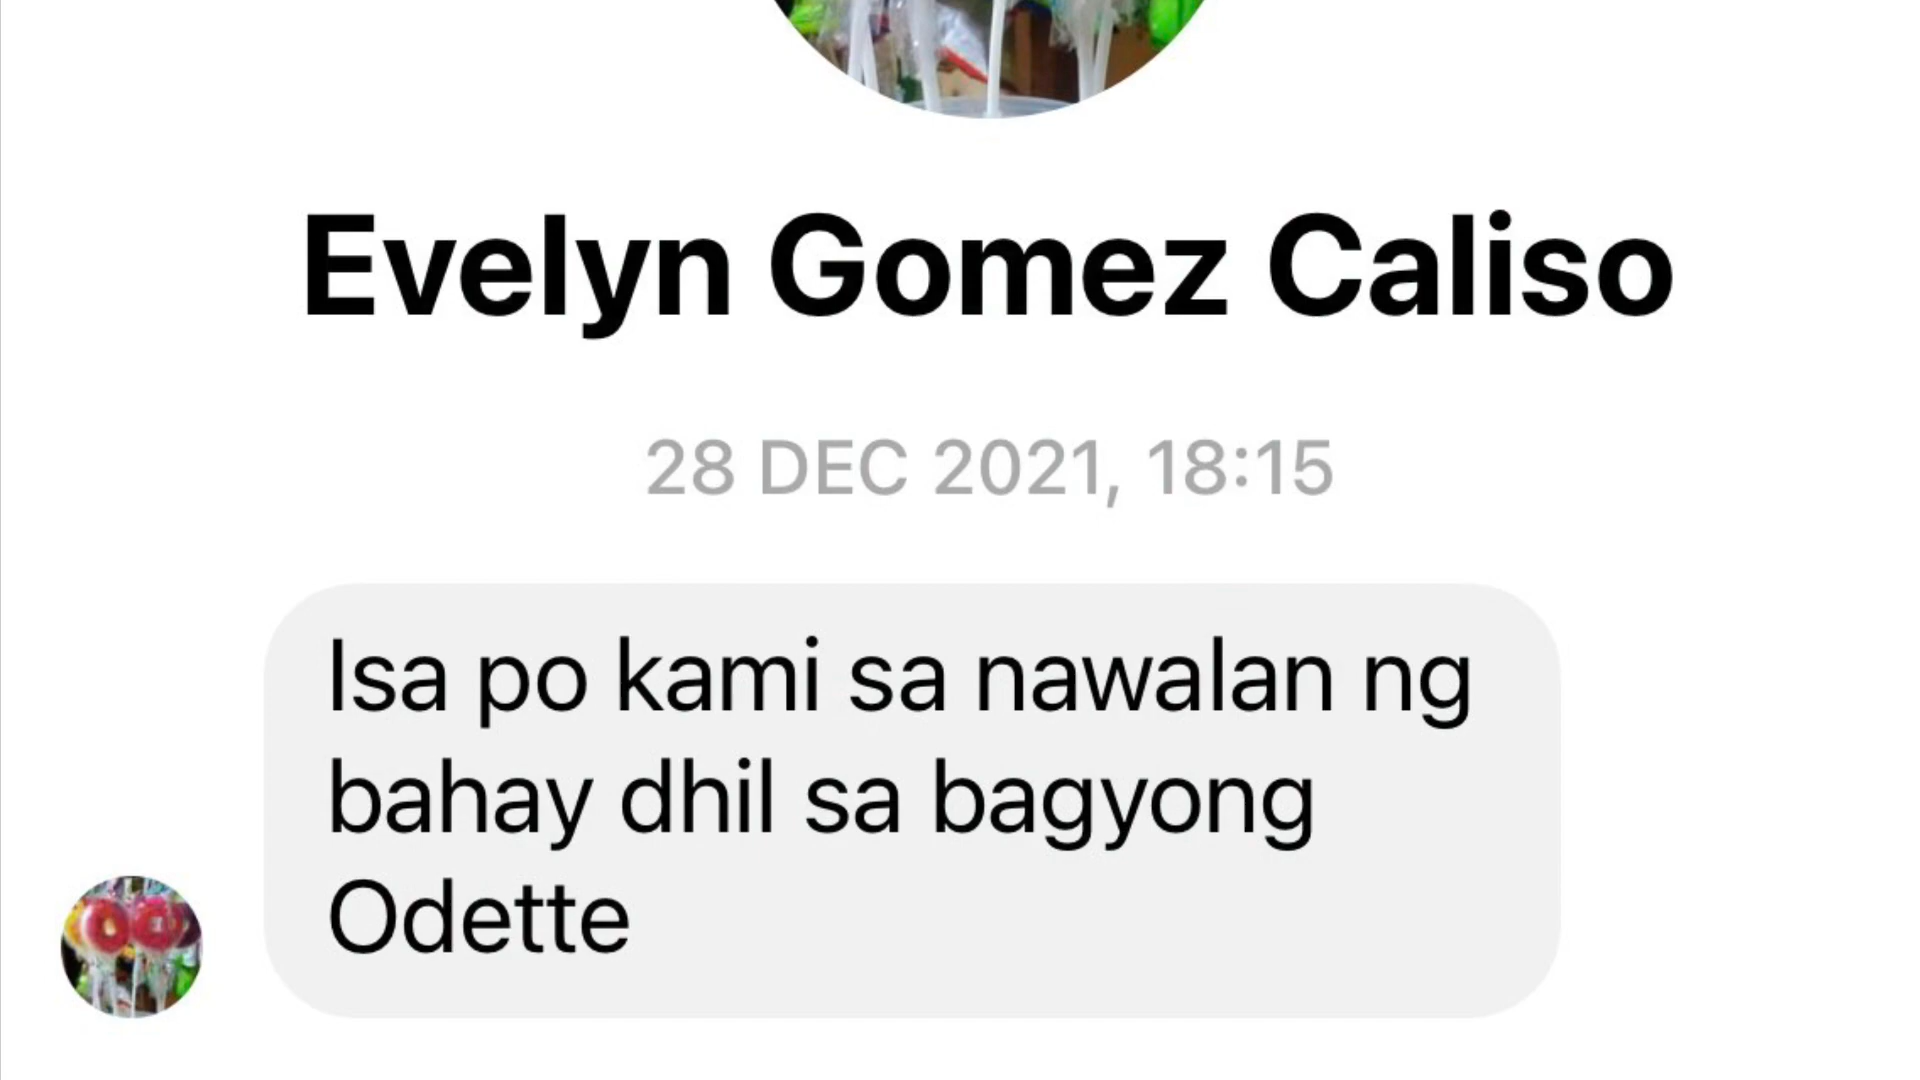 Evelyn Gomez Caliso
28 DEC 2021, 18:15
Isa po kami sa nawalan ng
bahay dhil sa bagyong
Odette